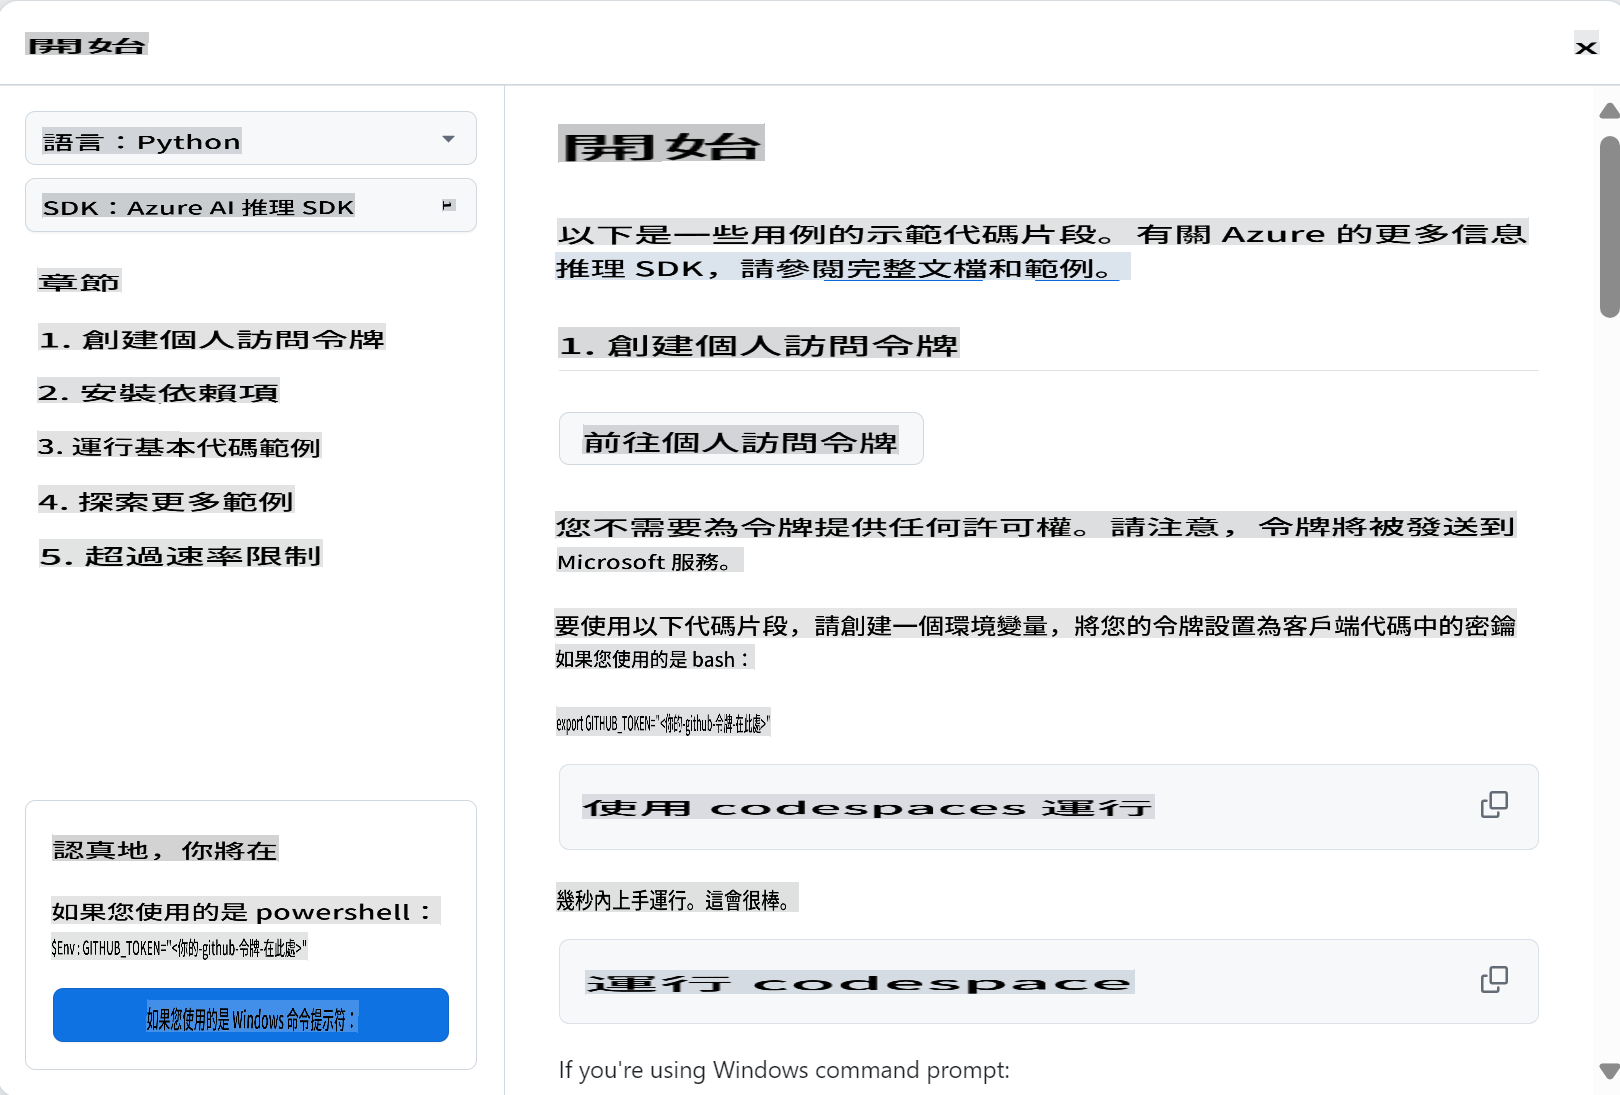 開始
x
語言：Python
SDK：Azure AI 推理 SDK
章節
1. 創建個人訪問令牌
2. 安裝依賴項
3. 運行基本代碼範例
4. 探索更多範例
5. 超過速率限制
認真地，你將在
如果您使用的是 powershell：
$Env:GITHUB_TOKEN="<你的-github-令牌-在此處>"
如果您使用的是 Windows 命令提示符：
開始
以下是一些用例的示範代碼片段。有關 Azure 的更多信息
推理 SDK，請參閱完整文檔和範例。
1. 創建個人訪問令牌
前往個人訪問令牌
您不需要為令牌提供任何許可權。請注意，令牌將被發送到
Microsoft 服務。
要使用以下代碼片段，請創建一個環境變量，將您的令牌設置為客戶端代碼中的密鑰
如果您使用的是 bash：
export GITHUB_TOKEN="<你的-github-令牌-在此處>"
使用 codespaces 運行
幾秒內上手運行。這會很棒。
運行 codespace
If you're using Windows command prompt: